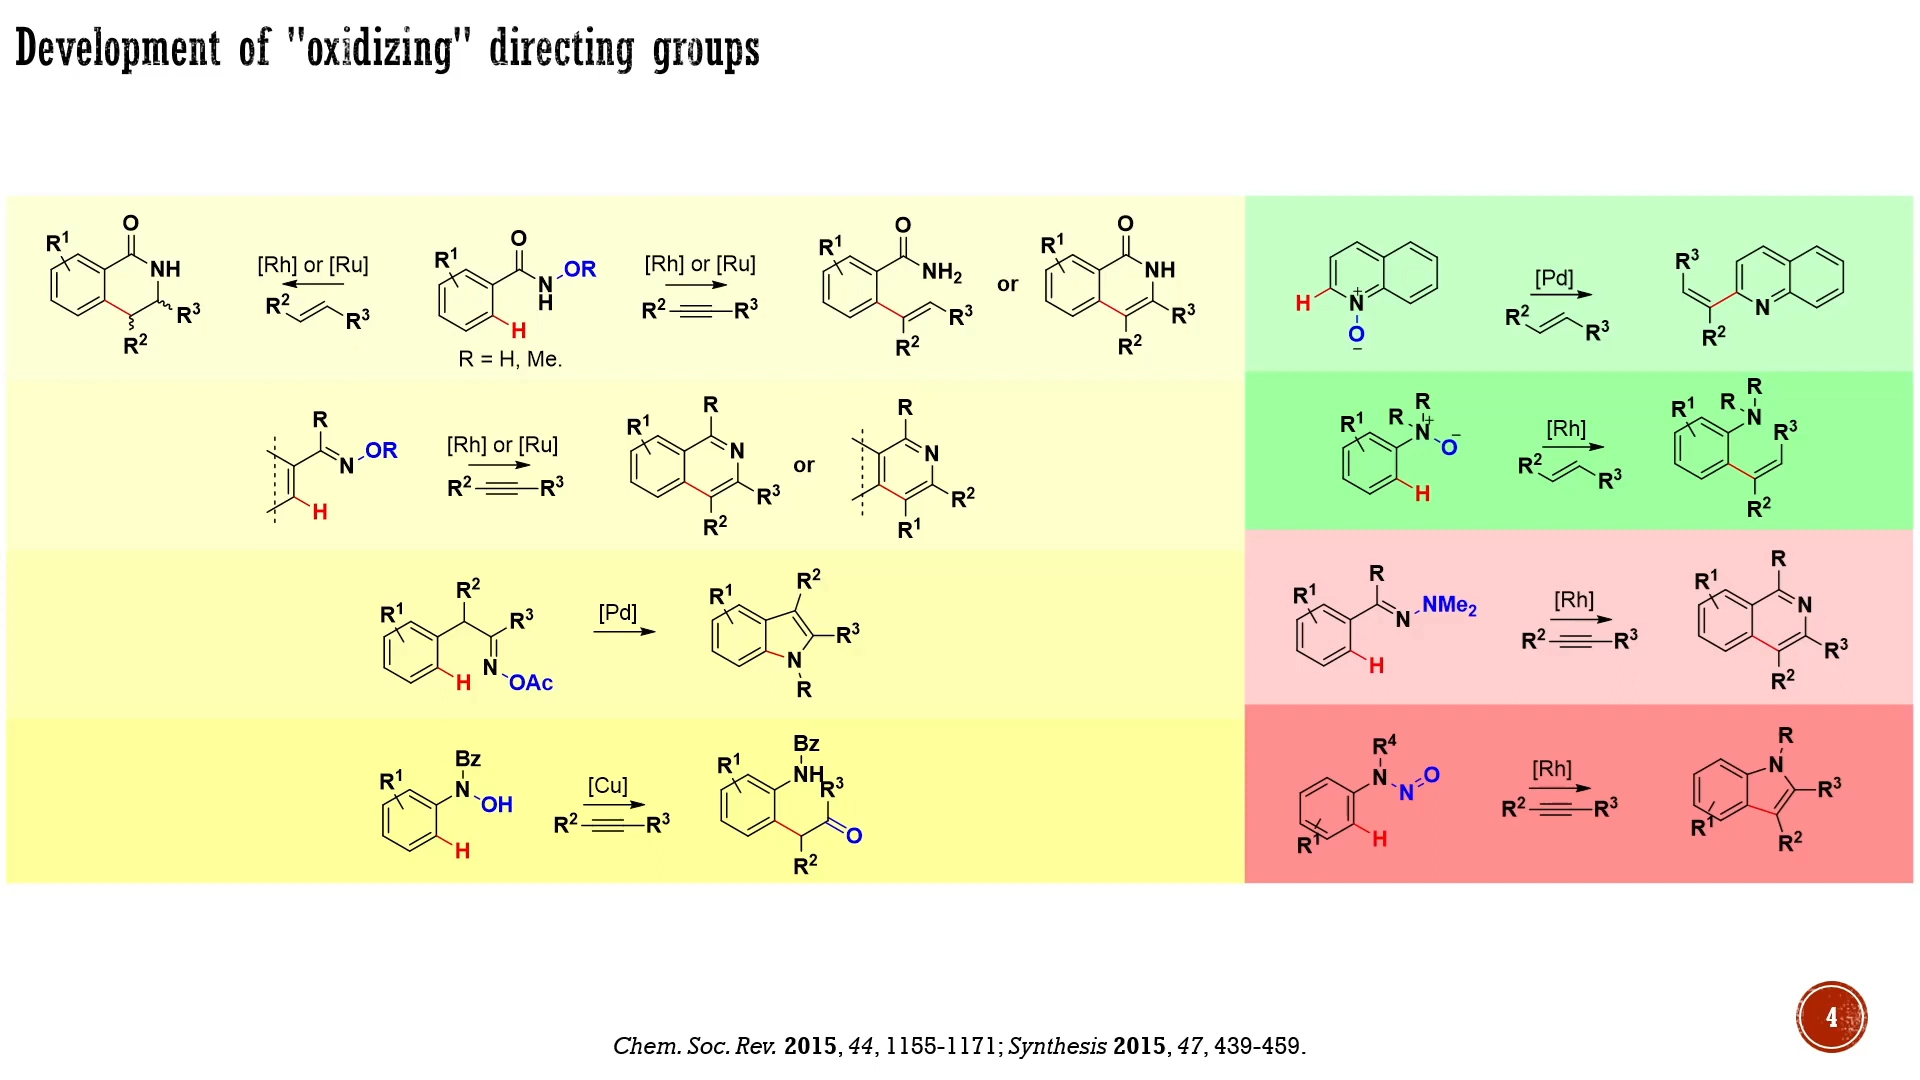 Development of "oxidizing" directing groups
R¹ O NH R³ R²
[Rh] or [Ru]
R² R³
R¹ O N H OR H
R = H, Me.
[Rh] or [Ru]
R² R³
R¹ O NH₂ R³ R²
or
R¹ O NH R³ R²
R N OR H
[Rh] or [Ru]
R² R³
R¹ R N R³ R²
or
R N R² R¹
R¹ R² R³ N OAc H
[Pd]
R¹ R² R³ N R
R¹ Bz N OH H
[Cu]
R² R³
R¹ Bz NH R³ O R²
H N + O −
[Pd]
R² R³
R³ R² N
R¹ R R N + O − H
[Rh]
R² R³
R¹ R R N R³ R²
R¹ R N NMe₂ H
[Rh]
R² R³
R¹ R N R³ R²
R⁴ N N O R¹ H
[Rh]
R² R³
R N R³ R¹ R²
4
Chem. Soc. Rev. 2015, 44, 1155-1171; Synthesis 2015, 47, 439-459.